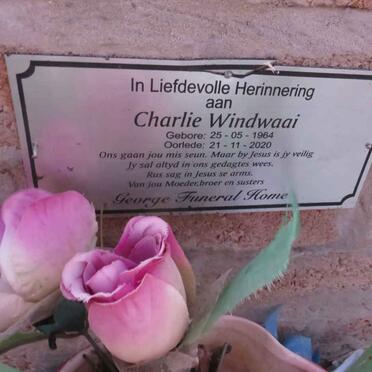 In Liefdevolle Herinnering
aan
Charlie Windwaai
Gebore: 25 - 05 - 1964
Oorlede: 21 - 11 - 2020
Ons gaan jou mis seun. Maar by Jesus is jy veilig
Jy sal altyd in ons gedagtes wees.
Rus sag in Jesus se arms.
Van jou Moeder,broer en susters
George Funeral Home